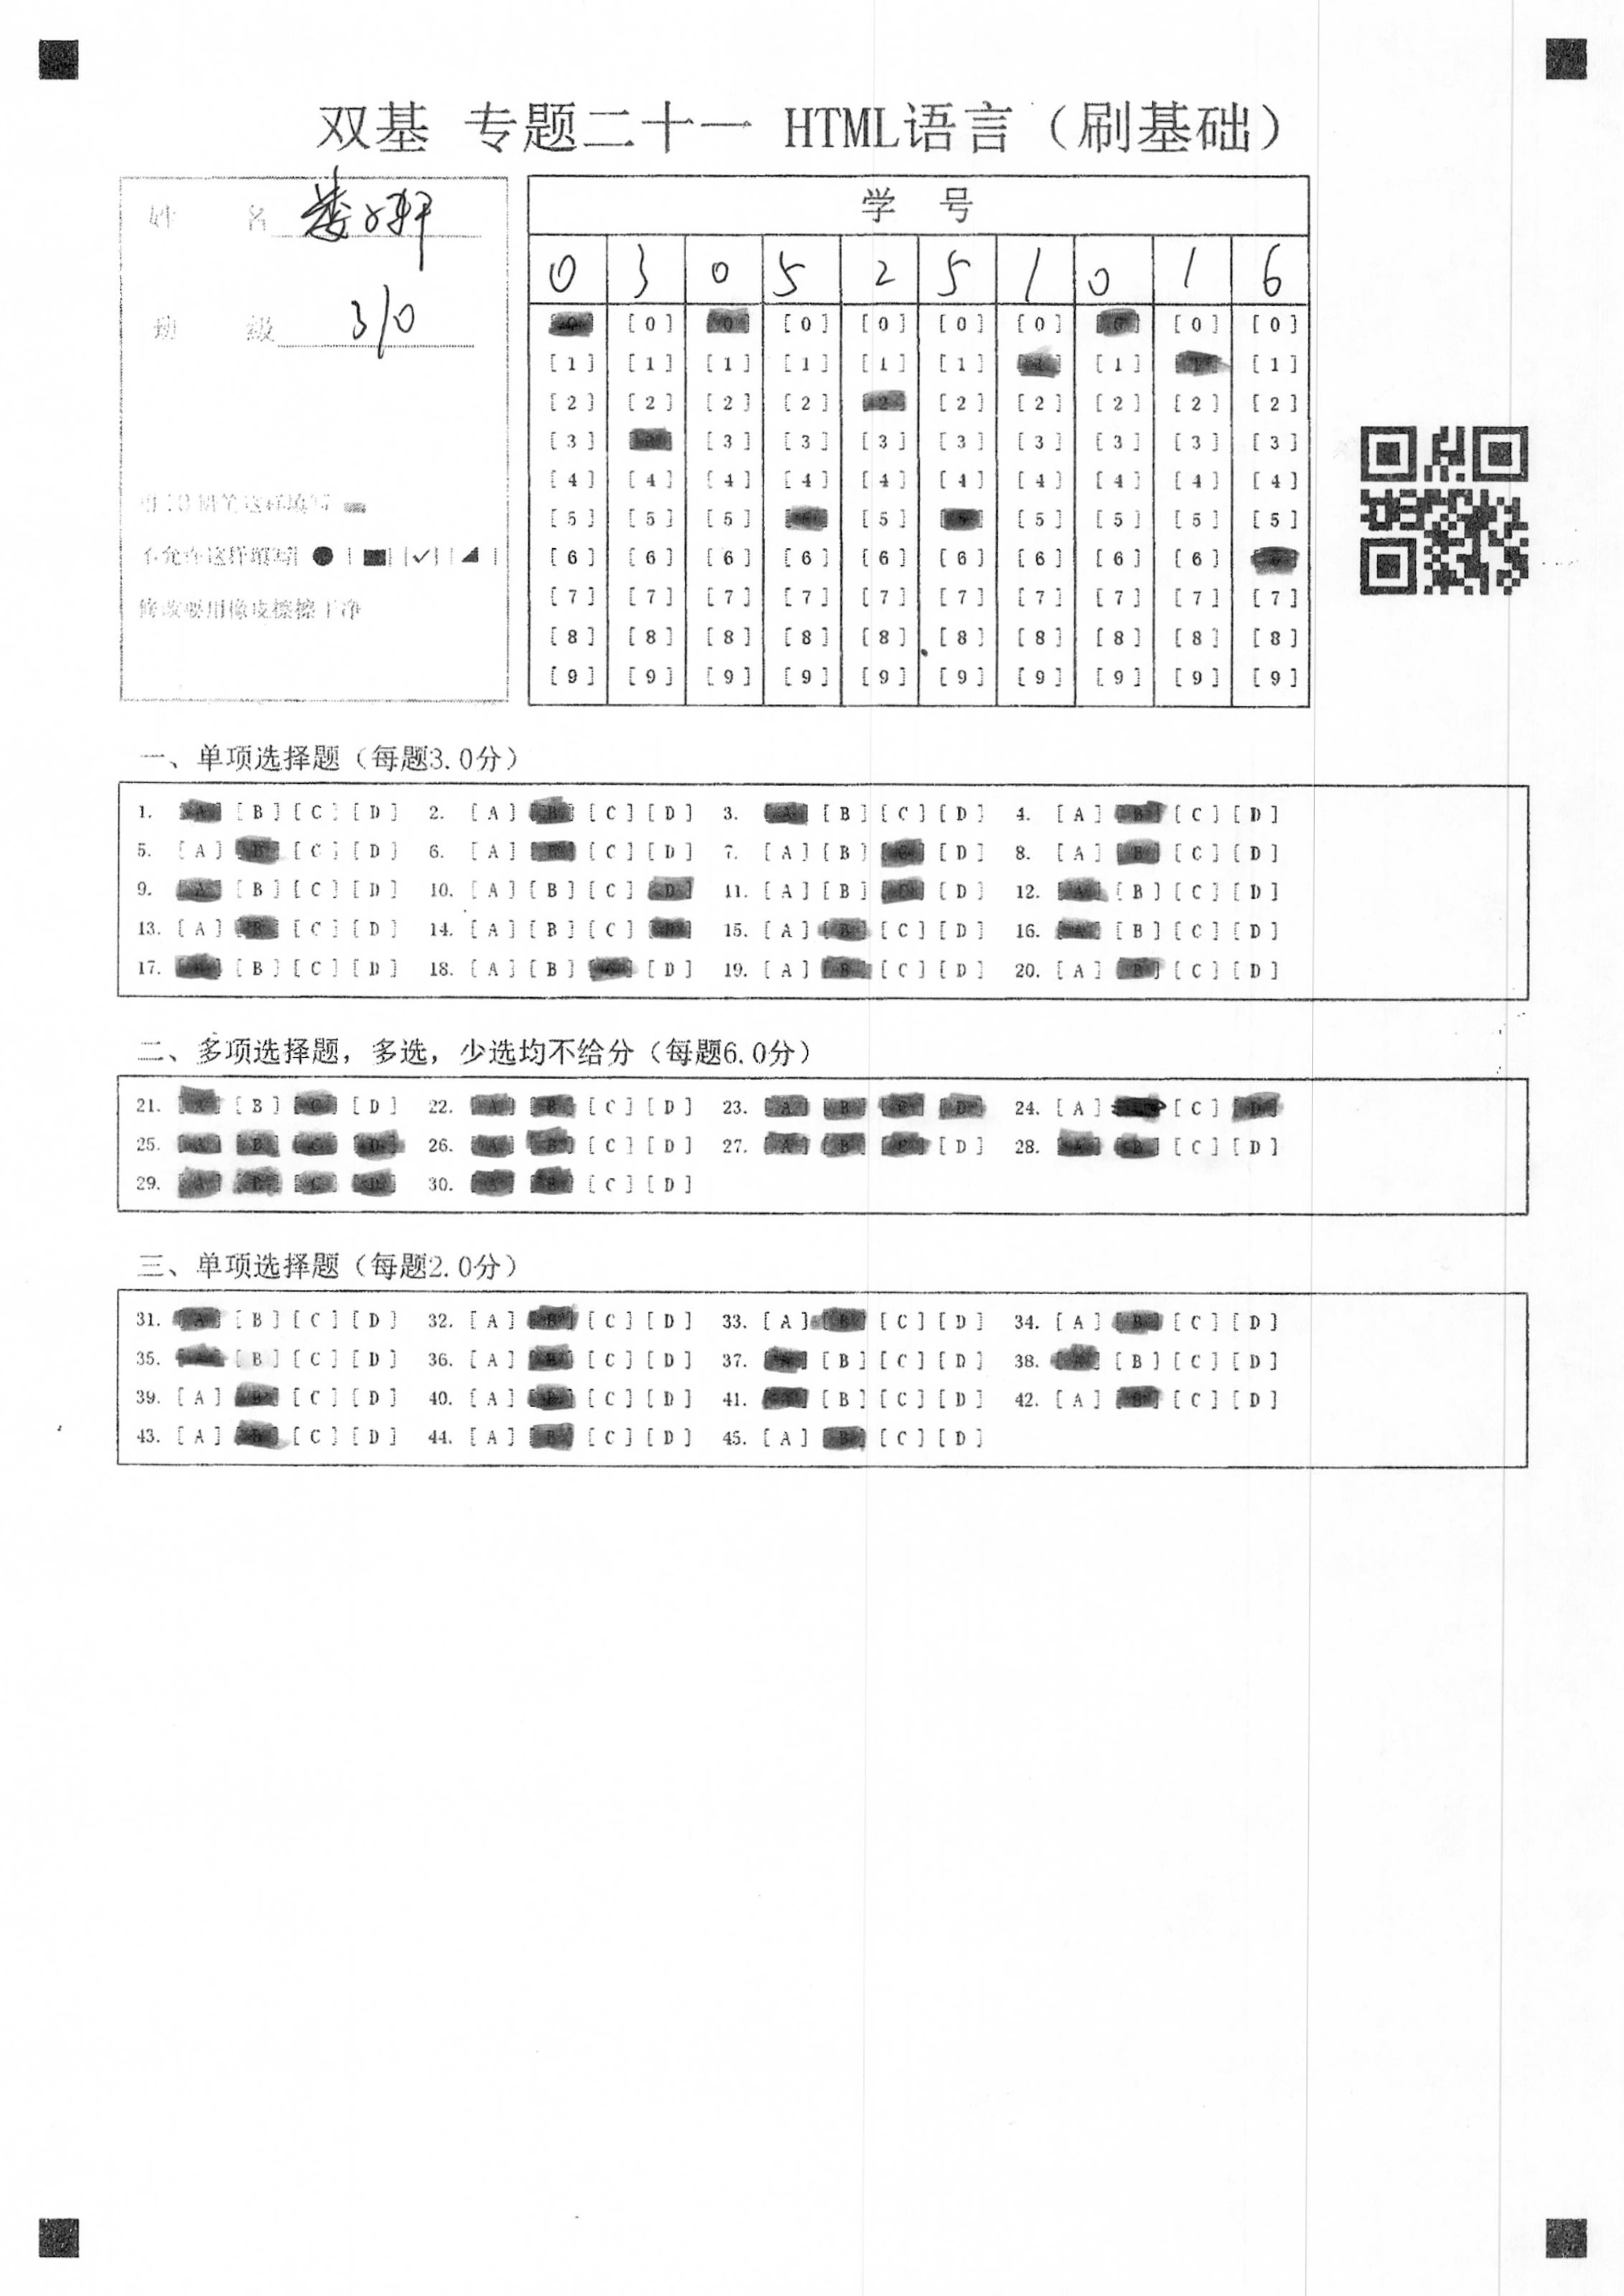 双基 专题二十一 HTML语言（刷基础）
姓 名
班 级 310
不允许这样填写
修改要用橡皮擦擦干净
学 号
0 3 0 5 2 5 1 0 1 6
[0] [0] [0] [0] [0] [0] [0]
[1] [1] [1] [1] [1] [1] [1] [1]
[2] [2] [2] [2] [2] [2] [2] [2] [2] [2]
[3] [3] [3] [3] [3] [3] [3] [3] [3]
[4] [4] [4] [4] [4] [4] [4] [4] [4] [4]
[5] [5] [5] [5] [5] [5] [5] [5]
[6] [6] [6] [6] [6] [6] [6] [6] [6]
[7] [7] [7] [7] [7] [7] [7] [7] [7] [7]
[8] [8] [8] [8] [8] [8] [8] [8] [8] [8]
[9] [9] [9] [9] [9] [9] [9] [9] [9] [9]
一、单项选择题（每题3.0分）
1. [A] [B] [C] [D] 2. [A] [B] [C] [D] 3. [A] [B] [C] [D] 4. [A] [B] [C] [D]
5. [A] [B] [C] [D] 6. [A] [B] [C] [D] 7. [A] [B] [C] [D] 8. [A] [B] [C] [D]
9. [A] [B] [C] [D] 10. [A] [B] [C] [D] 11. [A] [B] [C] [D] 12. [A] [B] [C] [D]
13. [A] [B] [C] [D] 14. [A] [B] [C] [D] 15. [A] [B] [C] [D] 16. [A] [B] [C] [D]
17. [A] [B] [C] [D] 18. [A] [B] [C] [D] 19. [A] [B] [C] [D] 20. [A] [B] [C] [D]
二、多项选择题，多选，少选均不给分（每题6.0分）
21. [A] [B] [C] [D] 22. [A] [B] [C] [D] 23. [A] [B] [C] [D] 24. [A] [C] [D]
25. [A] [B] [C] [D] 26. [A] [B] [C] [D] 27. [A] [B] [C] [D] 28. [A] [B] [C] [D]
29. [A] [B] [C] [D] 30. [A] [B] [C] [D]
三、单项选择题（每题2.0分）
31. [A] [B] [C] [D] 32. [A] [B] [C] [D] 33. [A] [B] [C] [D] 34. [A] [B] [C] [D]
35. [A] [B] [C] [D] 36. [A] [B] [C] [D] 37. [A] [B] [C] [D] 38. [A] [B] [C] [D]
39. [A] [B] [C] [D] 40. [A] [B] [C] [D] 41. [A] [B] [C] [D] 42. [A] [B] [C] [D]
43. [A] [B] [C] [D] 44. [A] [B] [C] [D] 45. [A] [B] [C] [D]